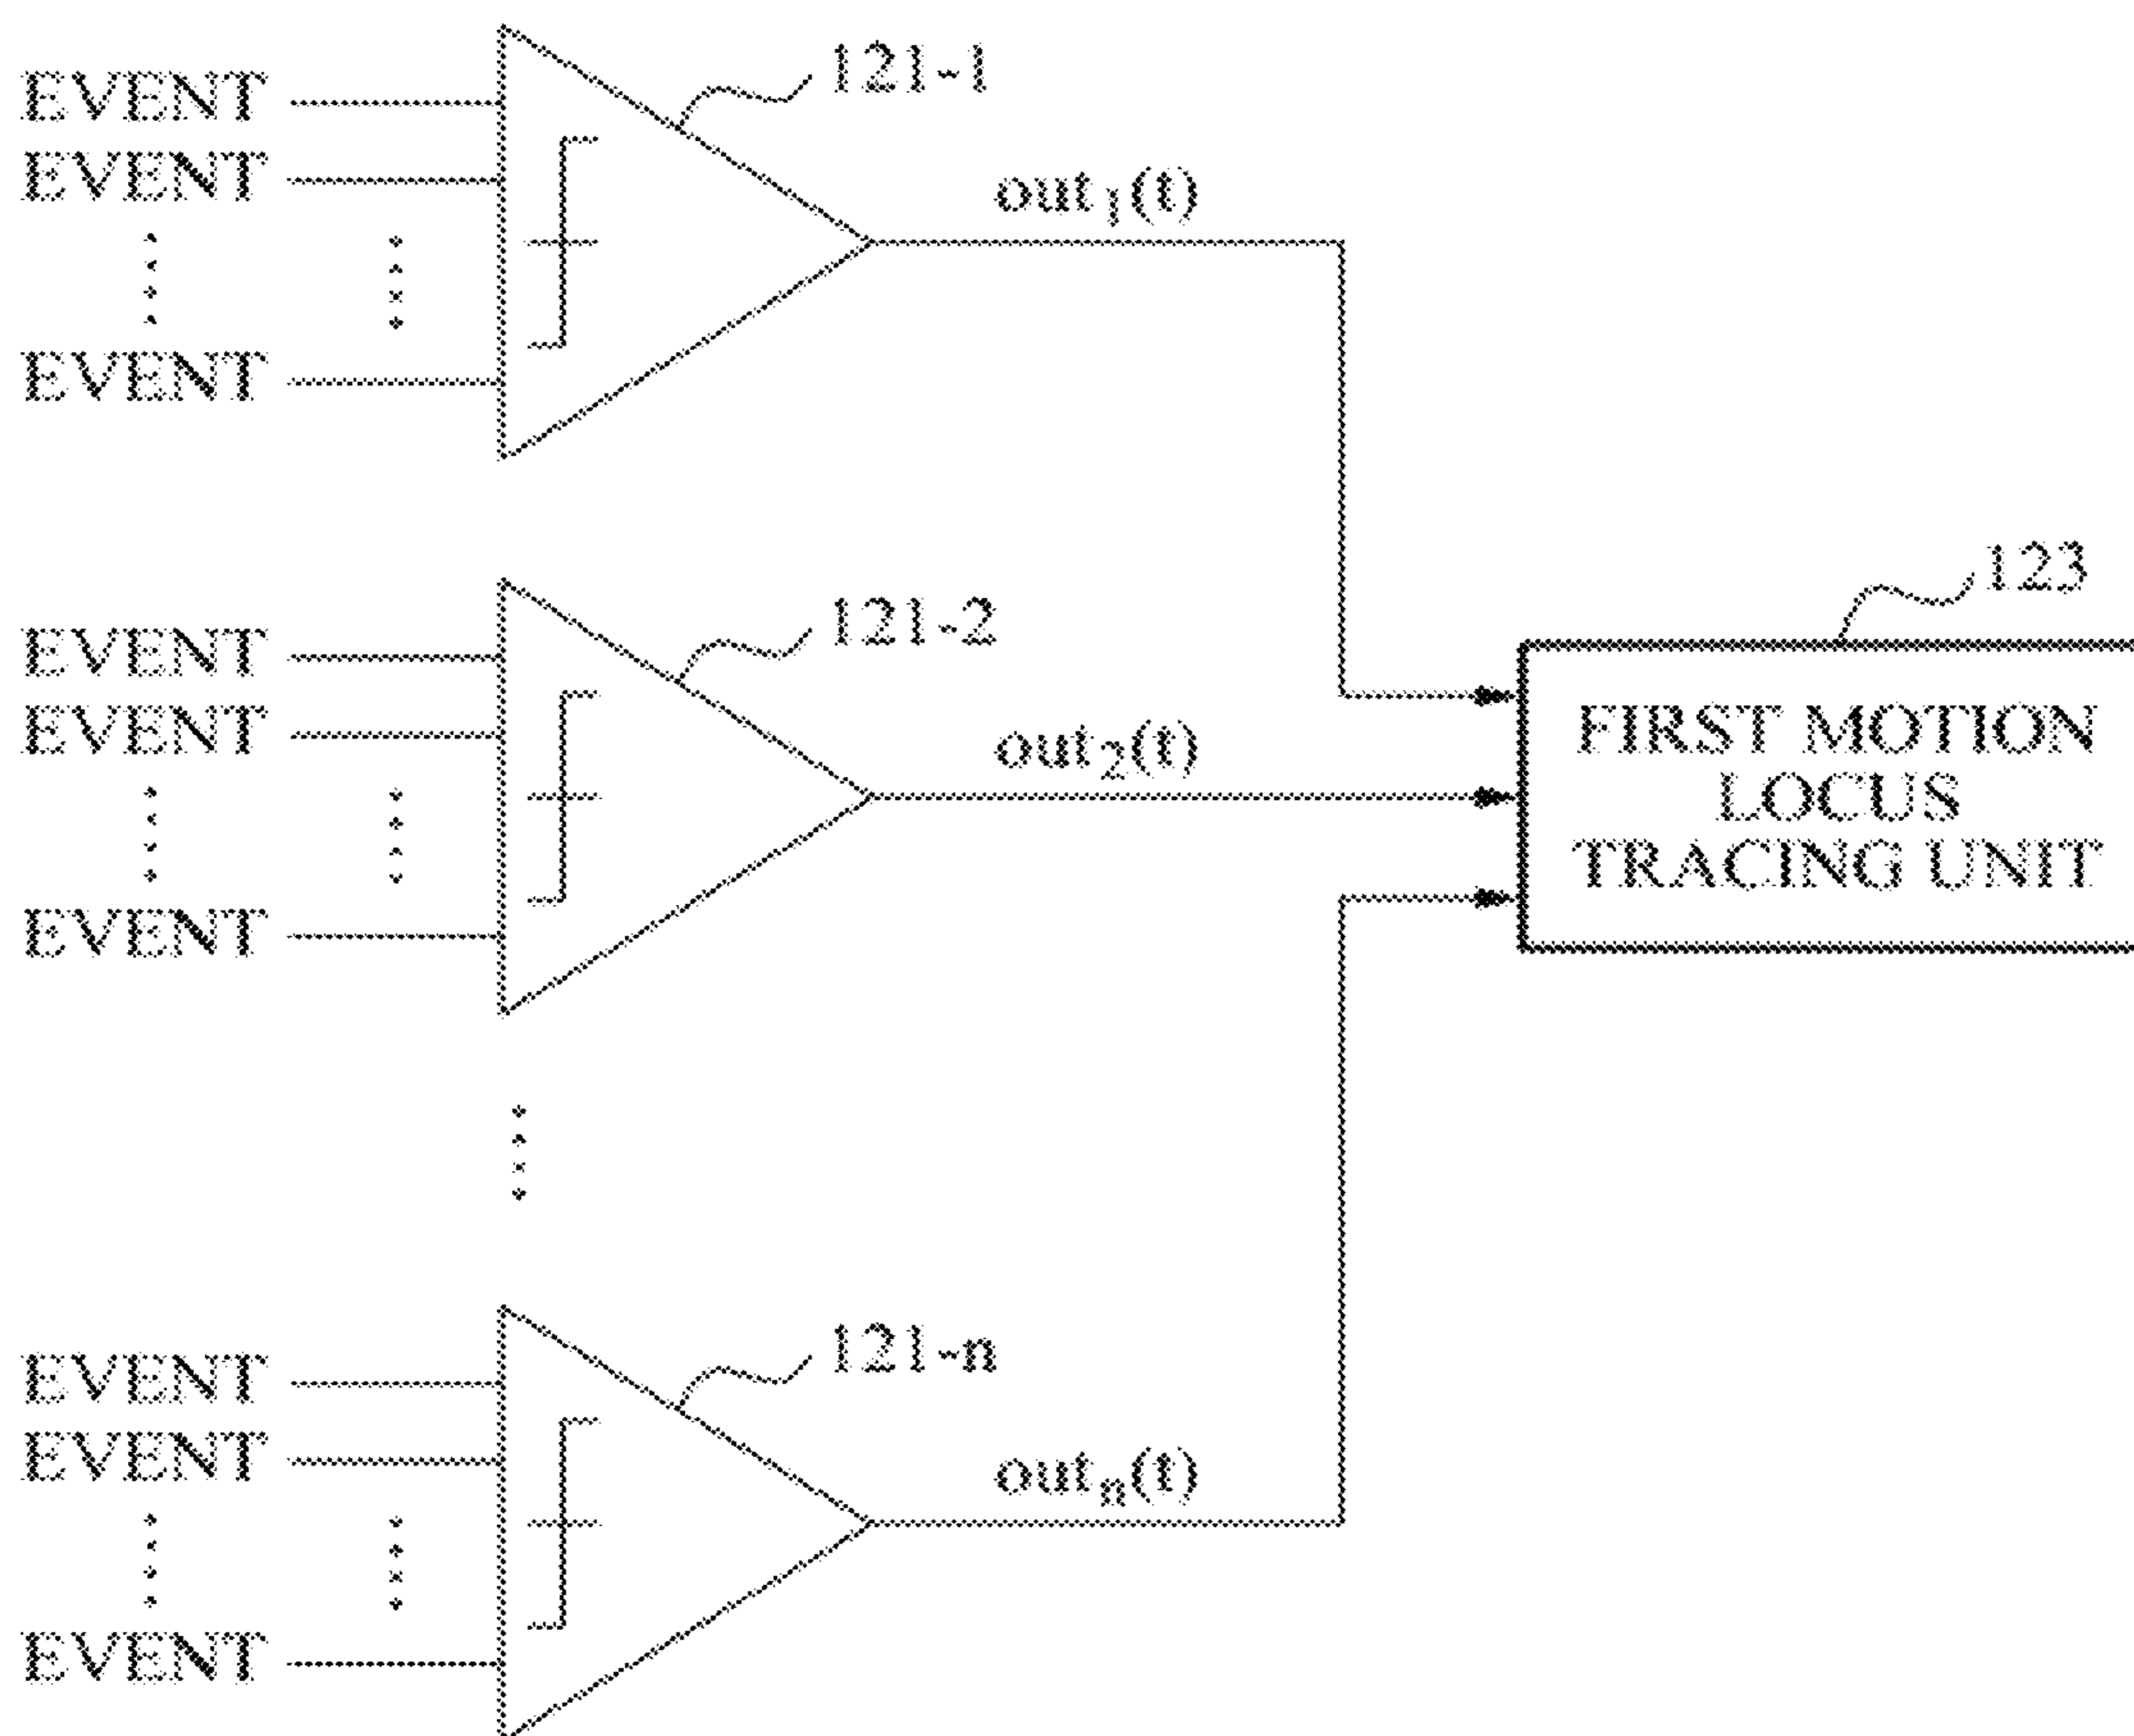 EVENT
EVENT
EVENT
121-1
out1(t)
EVENT
EVENT
EVENT
121-2
out2(t)
123
FIRST MOTION
LOCUS
TRACING UNIT
EVENT
EVENT
EVENT
121-n
outn(t)